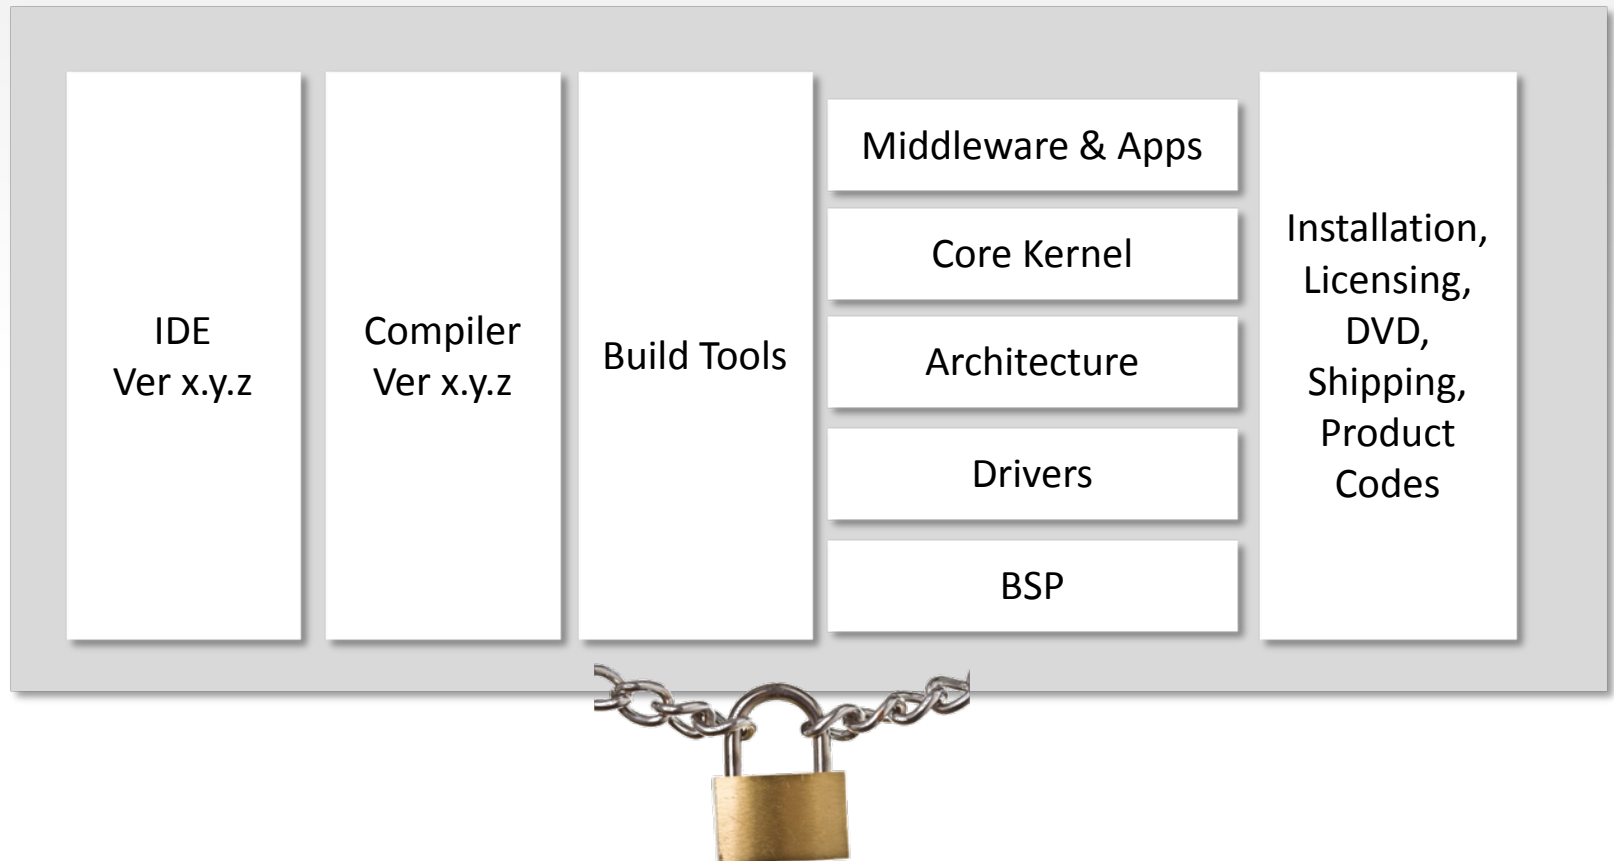 IDE
Ver x.y.z
Compiler
Ver x.y.z
Build Tools
Middleware & Apps
Core Kernel
Architecture
Drivers
BSP
Installation,
Licensing,
DVD,
Shipping,
Product
Codes